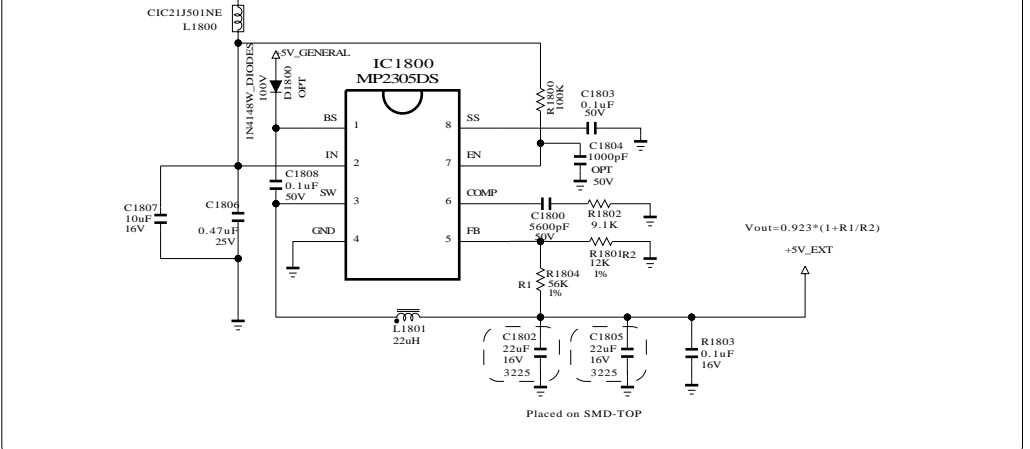 CIC21J501NE
L1800
1N4148W_DIODES
100V
D1800
OPT
+5V_GENERAL
IC1800
MP2305DS
R1800
100K
C1803
0.1uF
50V
BS
1
8
SS
C1804
1000pF
OPT
50V
IN
2
7
EN
C1808
0.1uF
50V
SW
3
6
COMP
C1800
5600pF
50V
R1802
9.1K
C1807
10uF
16V
C1806
0.47uF
25V
GND
4
5
FB
R1801
R2
12K
1%
R1
R1804
56K
1%
Vout=0.923*(1+R1/R2)
+5V_EXT
L1801
22uH
C1802
22uF
16V
3225
C1805
22uF
16V
3225
R1803
0.1uF
16V
Placed on SMD-TOP